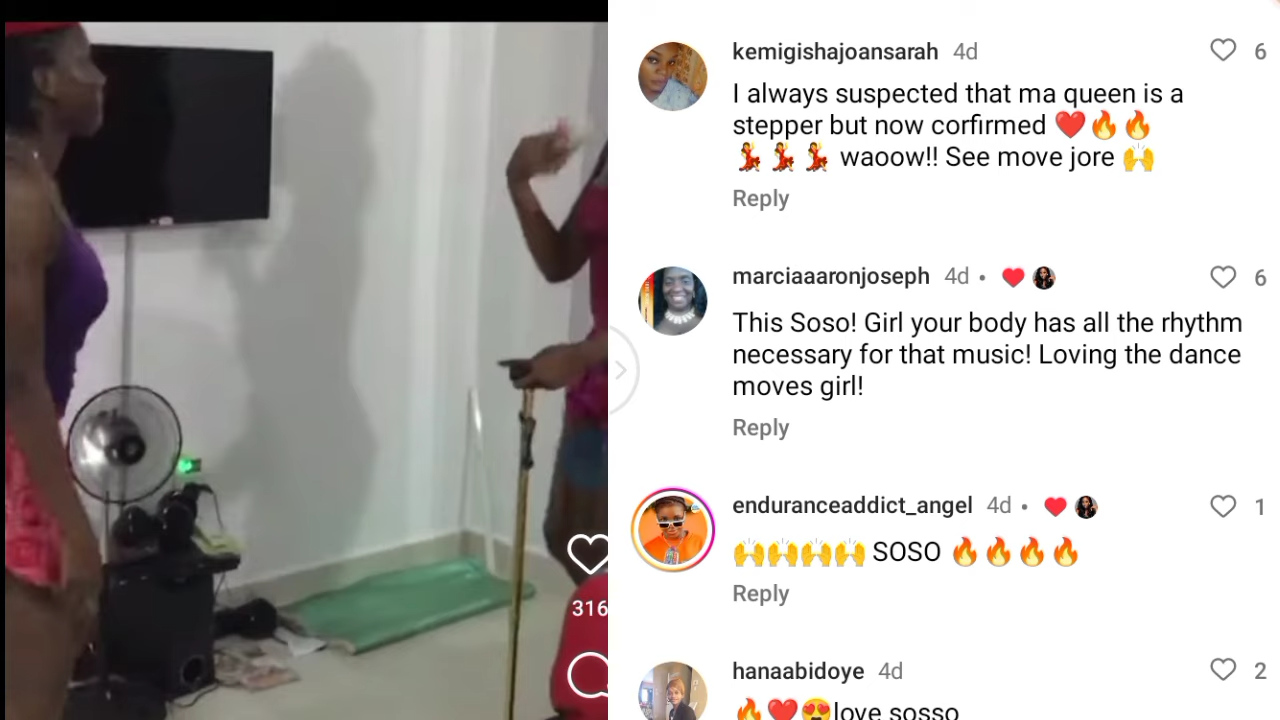 kemigishajoansarah 4d
6
I always suspected that ma queen is a
stepper but now corfirmed ❤️🔥🔥
💃💃💃 waoow!! See move jore 🙌
Reply
marciaaaronjoseph 4d •
6
This Soso! Girl your body has all the rhythm
necessary for that music! Loving the dance
moves girl!
Reply
enduranceaddict_angel 4d •
1
🙌🙌🙌🙌 SOSO 🔥🔥🔥🔥
Reply
316
hanaabidoye 4d
2
🔥❤️😍love sosso